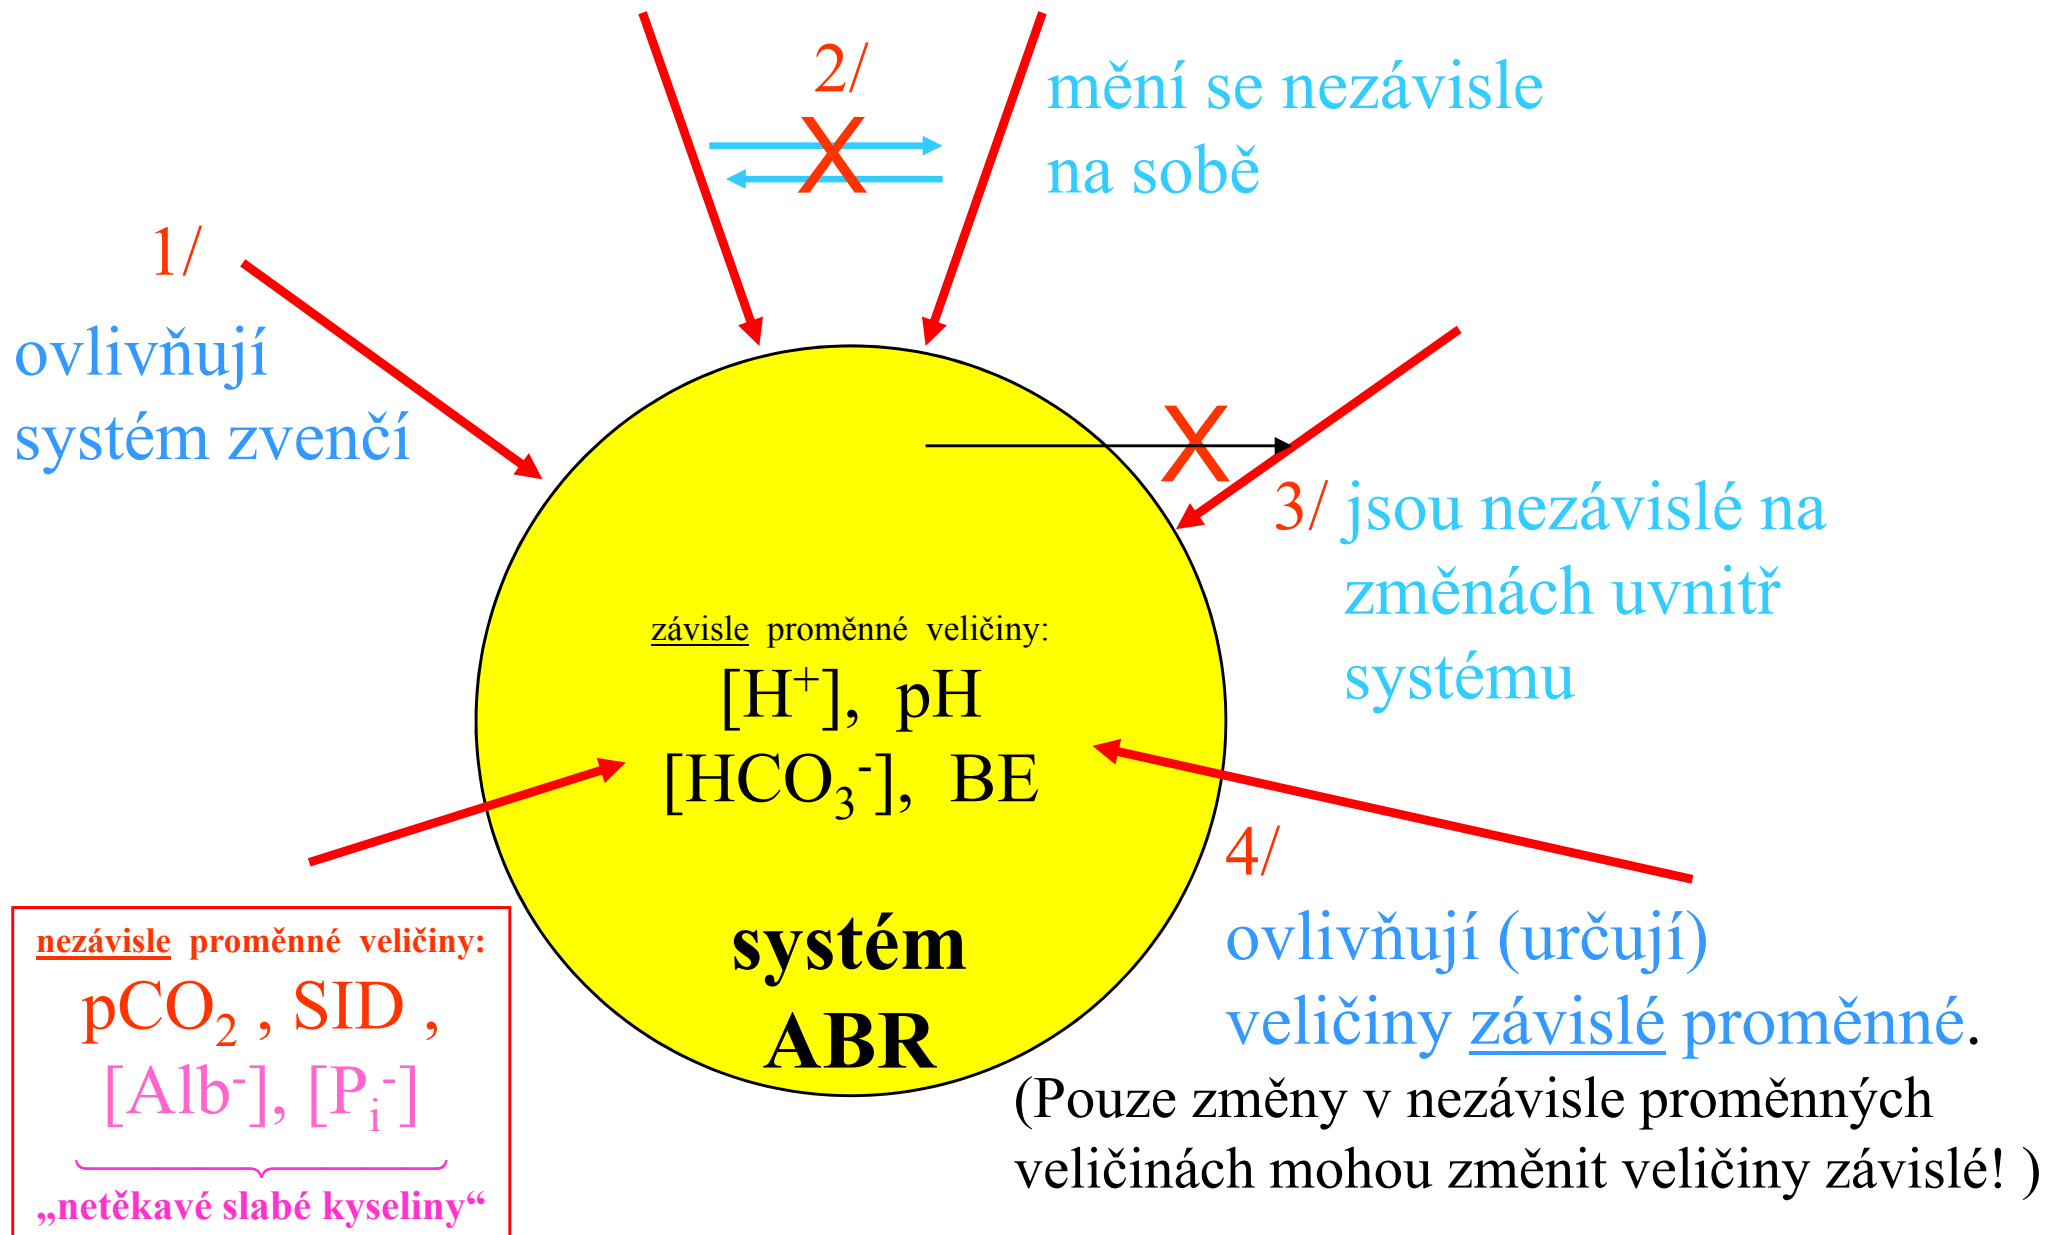 2/
X
mění se nezávisle
na sobě
1/
ovlivňují
systém zvenčí
X
3/ jsou nezávislé na
změnách uvnitř
systému
závisle proměnné veličiny:
[H⁺], pH
[HCO₃⁻], BE
systém
ABR
4/
ovlivňují (určují)
veličiny závislé proměnné.
(Pouze změny v nezávisle proměnných
veličinách mohou změnit veličiny závislé! )
nezávisle proměnné veličiny:
pCO₂ , SID ,
[Alb⁻], [Pᵢ⁻]
„netěkavé slabé kyseliny“